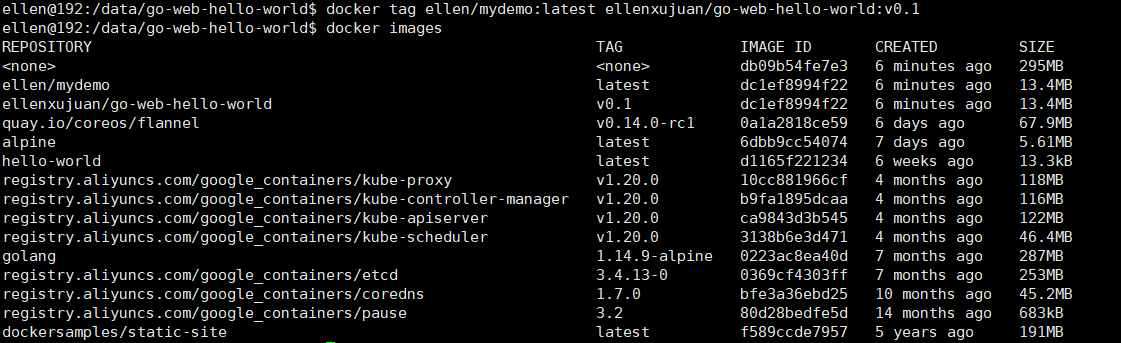 ellen@192:/data/go-web-hello-world$ docker tag ellen/mydemo:latest ellenxujuan/go-web-hello-world:v0.1
ellen@192:/data/go-web-hello-world$ docker images
REPOSITORY TAG IMAGE ID CREATED SIZE
<none> <none> db09b54fe7e3 6 minutes ago 295MB
ellen/mydemo latest dc1ef8994f22 6 minutes ago 13.4MB
ellenxujuan/go-web-hello-world v0.1 dc1ef8994f22 6 minutes ago 13.4MB
quay.io/coreos/flannel v0.14.0-rc1 0a1a2818ce59 6 days ago 67.9MB
alpine latest 6dbb9cc54074 7 days ago 5.61MB
hello-world latest d1165f221234 6 weeks ago 13.3kB
registry.aliyuncs.com/google_containers/kube-proxy v1.20.0 10cc881966cf 4 months ago 118MB
registry.aliyuncs.com/google_containers/kube-controller-manager v1.20.0 b9fa1895dcaa 4 months ago 116MB
registry.aliyuncs.com/google_containers/kube-apiserver v1.20.0 ca9843d3b545 4 months ago 122MB
registry.aliyuncs.com/google_containers/kube-scheduler v1.20.0 3138b6e3d471 4 months ago 46.4MB
golang 1.14.9-alpine 0223ac8ea40d 7 months ago 287MB
registry.aliyuncs.com/google_containers/etcd 3.4.13-0 0369cf4303ff 7 months ago 253MB
registry.aliyuncs.com/google_containers/coredns 1.7.0 bfe3a36ebd25 10 months ago 45.2MB
registry.aliyuncs.com/google_containers/pause 3.2 80d28bedfe5d 14 months ago 683kB
dockersamples/static-site latest f589ccde7957 5 years ago 191MB